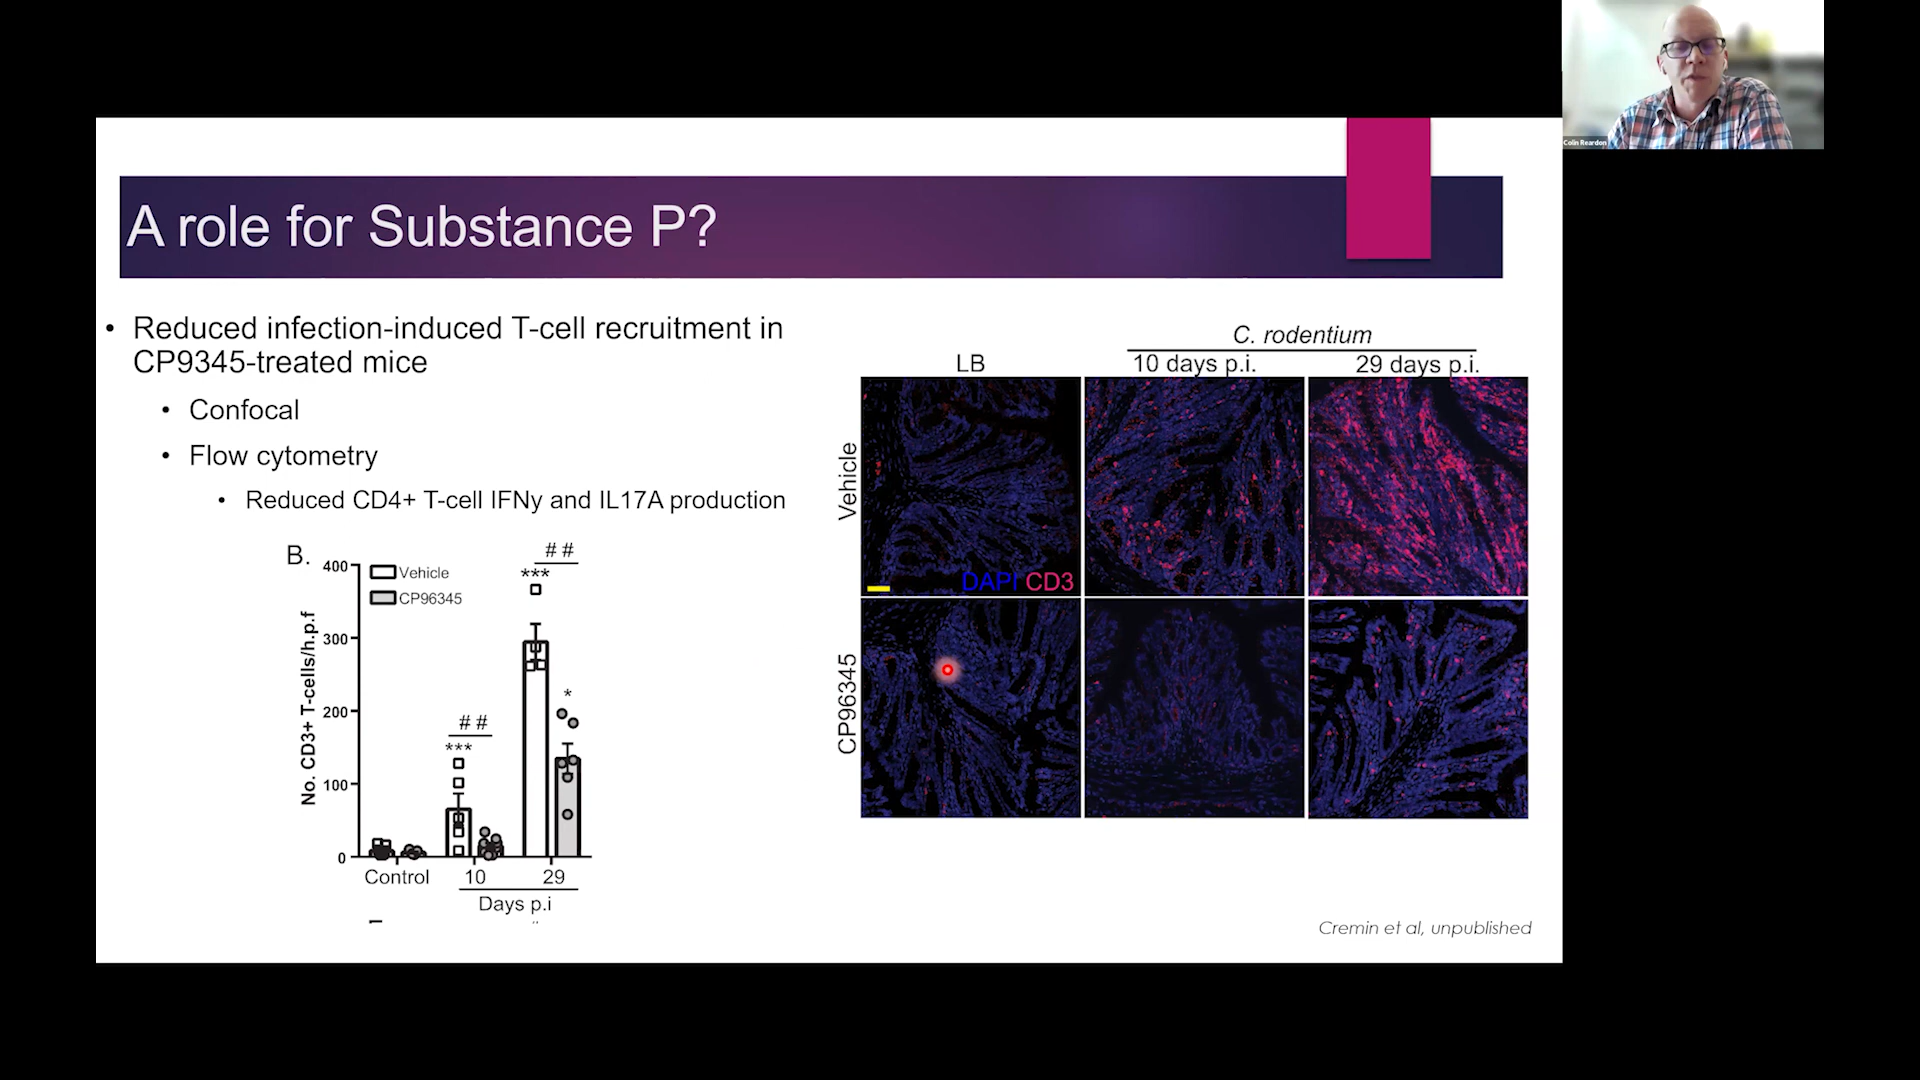 Colin Reardon
A role for Substance P?
• Reduced infection-induced T-cell recruitment in
CP9345-treated mice
• Confocal
• Flow cytometry
• Reduced CD4+ T-cell IFNy and IL17A production
B.
Vehicle
CP96345
No. CD3+ T-cells/h.p.f
400
300
200
100
0
***
# #
***
# #
*
Control
10
29
Days p.i
C. rodentium
LB
10 days p.i.
29 days p.i.
Vehicle
DAPI CD3
CP96345
Cremin et al, unpublished